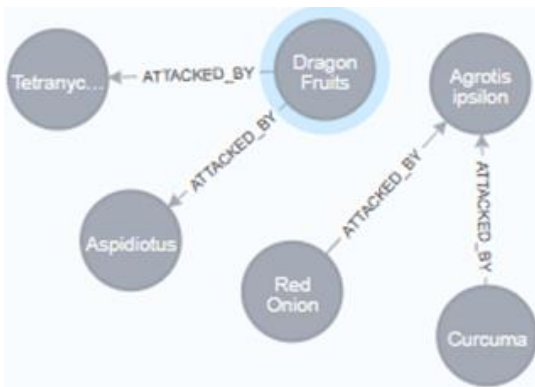 Tetranyc...
ATTACKED_BY
Dragon
Fruits
Agrotis
ipsilon
ATTACKED_BY
ATTACKED_BY
ATTACKED_BY
Aspidiotus
Red
Onion
Curcuma